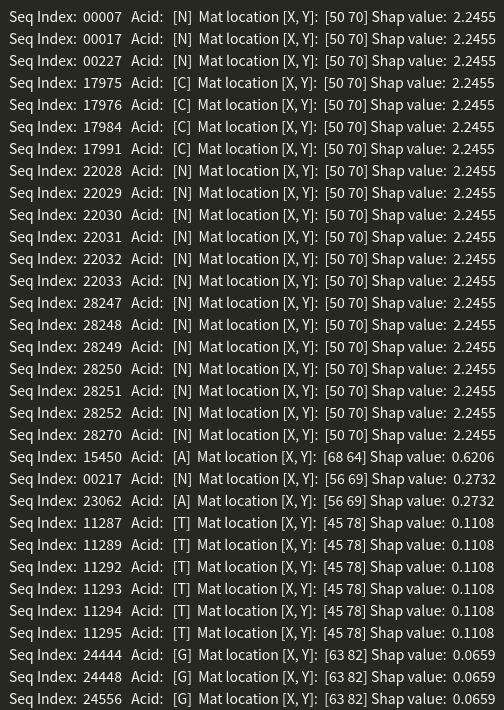 Seq Index: 00007 Acid: [N] Mat location [X, Y]: [50 70] Shap value: 2.2455
Seq Index: 00017 Acid: [N] Mat location [X, Y]: [50 70] Shap value: 2.2455
Seq Index: 00227 Acid: [N] Mat location [X, Y]: [50 70] Shap value: 2.2455
Seq Index: 17975 Acid: [C] Mat location [X, Y]: [50 70] Shap value: 2.2455
Seq Index: 17976 Acid: [C] Mat location [X, Y]: [50 70] Shap value: 2.2455
Seq Index: 17984 Acid: [C] Mat location [X, Y]: [50 70] Shap value: 2.2455
Seq Index: 17991 Acid: [C] Mat location [X, Y]: [50 70] Shap value: 2.2455
Seq Index: 22028 Acid: [N] Mat location [X, Y]: [50 70] Shap value: 2.2455
Seq Index: 22029 Acid: [N] Mat location [X, Y]: [50 70] Shap value: 2.2455
Seq Index: 22030 Acid: [N] Mat location [X, Y]: [50 70] Shap value: 2.2455
Seq Index: 22031 Acid: [N] Mat location [X, Y]: [50 70] Shap value: 2.2455
Seq Index: 22032 Acid: [N] Mat location [X, Y]: [50 70] Shap value: 2.2455
Seq Index: 22033 Acid: [N] Mat location [X, Y]: [50 70] Shap value: 2.2455
Seq Index: 28247 Acid: [N] Mat location [X, Y]: [50 70] Shap value: 2.2455
Seq Index: 28248 Acid: [N] Mat location [X, Y]: [50 70] Shap value: 2.2455
Seq Index: 28249 Acid: [N] Mat location [X, Y]: [50 70] Shap value: 2.2455
Seq Index: 28250 Acid: [N] Mat location [X, Y]: [50 70] Shap value: 2.2455
Seq Index: 28251 Acid: [N] Mat location [X, Y]: [50 70] Shap value: 2.2455
Seq Index: 28252 Acid: [N] Mat location [X, Y]: [50 70] Shap value: 2.2455
Seq Index: 28270 Acid: [N] Mat location [X, Y]: [50 70] Shap value: 2.2455
Seq Index: 15450 Acid: [A] Mat location [X, Y]: [68 64] Shap value: 0.6206
Seq Index: 00217 Acid: [N] Mat location [X, Y]: [56 69] Shap value: 0.2732
Seq Index: 23062 Acid: [A] Mat location [X, Y]: [56 69] Shap value: 0.2732
Seq Index: 11287 Acid: [T] Mat location [X, Y]: [45 78] Shap value: 0.1108
Seq Index: 11289 Acid: [T] Mat location [X, Y]: [45 78] Shap value: 0.1108
Seq Index: 11292 Acid: [T] Mat location [X, Y]: [45 78] Shap value: 0.1108
Seq Index: 11293 Acid: [T] Mat location [X, Y]: [45 78] Shap value: 0.1108
Seq Index: 11294 Acid: [T] Mat location [X, Y]: [45 78] Shap value: 0.1108
Seq Index: 11295 Acid: [T] Mat location [X, Y]: [45 78] Shap value: 0.1108
Seq Index: 24444 Acid: [G] Mat location [X, Y]: [63 82] Shap value: 0.0659
Seq Index: 24448 Acid: [G] Mat location [X, Y]: [63 82] Shap value: 0.0659
Seq Index: 24556 Acid: [G] Mat location [X, Y]: [63 82] Shap value: 0.0659